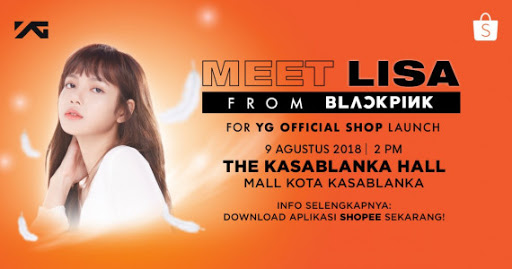 YG
S
MEET LISA
FROM BLACKPINK
FOR YG OFFICIAL SHOP LAUNCH
9 AGUSTUS 2018 | 2 PM
THE KASABLANKA HALL
MALL KOTA KASABLANKA
INFO SELENGKAPNYA:
DOWNLOAD APLIKASI SHOPEE SEKARANG!